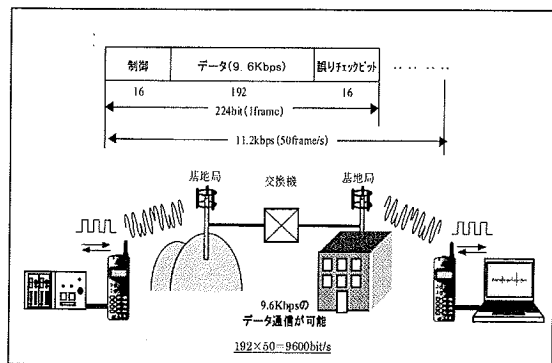 制御 データ(9.6Kbps) 誤りチェックビット ‥ ‥ ‥
16 192 16
224bit(1frame)
11.2kbps(50frame/s)
基地局 交換機 基地局
9.6Kbpsの
データ通信が可能
192×50=9600bit/s